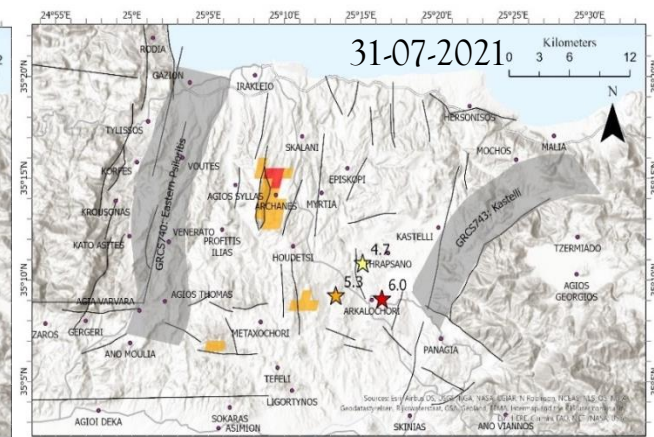 25°E
25°5'E
25°10'E
25°15'E
25°20'E
25°25'E
25°30'E
31-07-2021
Kilometers
0 3 6 12
N
35°20'N
35°15'N
35°10'N
35°5'N
RODIA
GAZION
IRAKLEIO
HERSONISOS
TYLISSOS
SKALANI
MALIA
MOCHOS
KORFES
VOUTES
EPISKOPI
AGIOS SYLLAS
ARCHANES
MYRTIA
KROUSONAS
GRCS740: Eastern Psiloritis
GRCS243: Kastelli
KASTELLI
VENERATO
PROFITIS
ILIAS
KATO ASITES
HOUDETSI
4.7
THRAPSANO
TZERMIADO
AGIOS
GEORGIOS
5.3
6.0
AGIA VARVARA
AGIOS THOMAS
ARKALOCHORI
ZAROS
GERGERI
METAXOCHORI
ANO MOULIA
PANAGIA
TEFELI
LIGORTYNOS
AGIOI DEKA
SOKARAS
ASIMION
SKINIAS
ANO VIANNOS